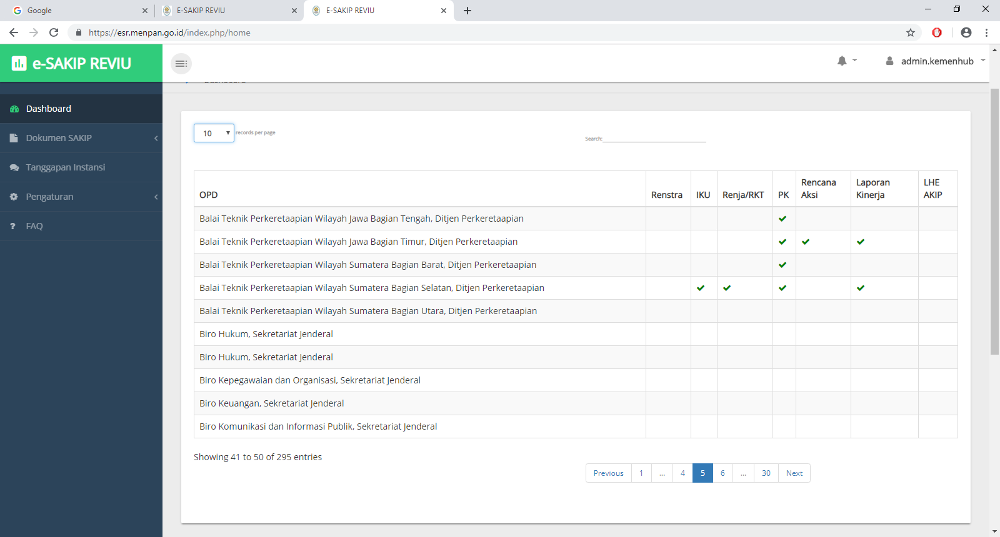 Google
E-SAKIP REVIU
E-SAKIP REVIU
https://esr.menpan.go.id/index.php/home
e-SAKIP REVIU
admin.kemenhub
Dashboard
Dashboard
Dokumen SAKIP
Tanggapan Instansi
Pengaturan
? FAQ
10 records per page
Search:
OPD Renstra IKU Renja/RKT PK Rencana Aksi Laporan Kinerja LHE AKIP
Balai Teknik Perkeretaapian Wilayah Jawa Bagian Tengah, Ditjen Perkeretaapian
Balai Teknik Perkeretaapian Wilayah Jawa Bagian Timur, Ditjen Perkeretaapian
Balai Teknik Perkeretaapian Wilayah Sumatera Bagian Barat, Ditjen Perkeretaapian
Balai Teknik Perkeretaapian Wilayah Sumatera Bagian Selatan, Ditjen Perkeretaapian
Balai Teknik Perkeretaapian Wilayah Sumatera Bagian Utara, Ditjen Perkeretaapian
Biro Hukum, Sekretariat Jenderal
Biro Hukum, Sekretariat Jenderal
Biro Kepegawaian dan Organisasi, Sekretariat Jenderal
Biro Keuangan, Sekretariat Jenderal
Biro Komunikasi dan Informasi Publik, Sekretariat Jenderal
Showing 41 to 50 of 295 entries
Previous 1 ... 4 5 6 ... 30 Next